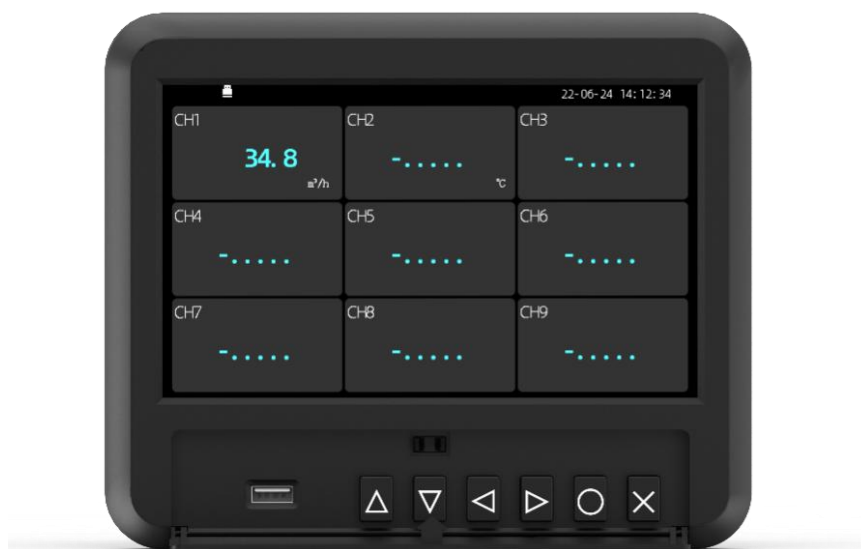 22-06-24 14:12:34
CH1
34.8
m³/h
CH2
-.....
℃
CH3
-.....
CH4
-.....
CH5
-.....
CH6
-.....
CH7
-.....
CH8
-.....
CH9
-.....